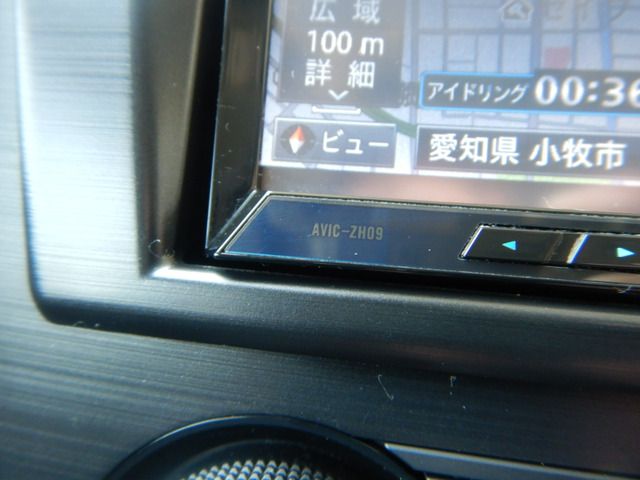 広域
100 m
詳細
アイドリング 00:36
ビュー
愛知県 小牧市
AVIC-ZH09